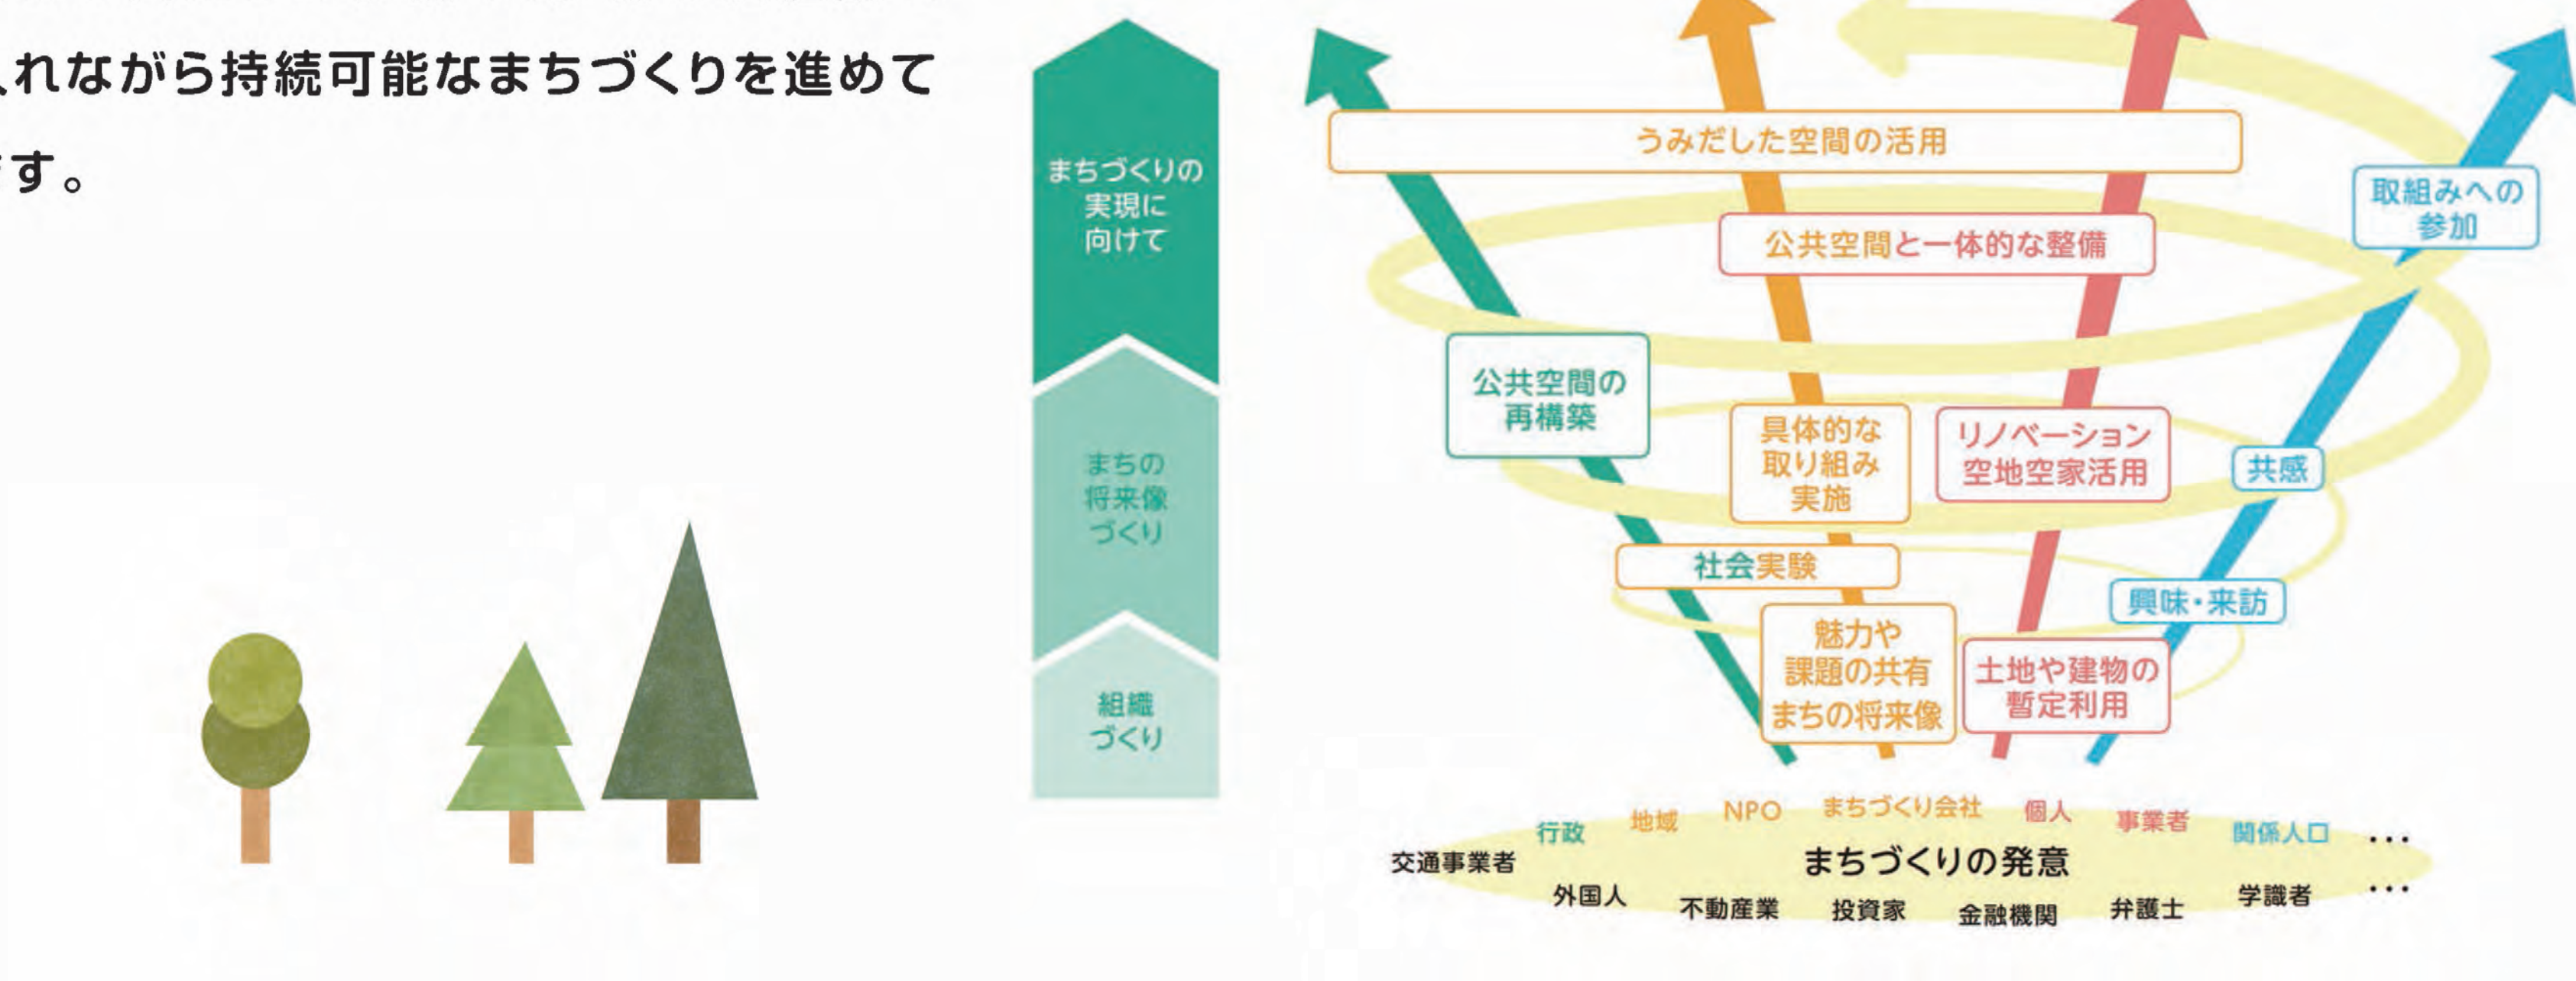 れながら持続可能なまちづくりを進めて
す。
まちづくりの
実現に
向けて
まちの
将来像
づくり
組織
づくり
うみだした空間の活用
取組みへの
参加
公共空間と一体的な整備
公共空間の
再構築
具体的な
取り組み
実施
リノベーション
空地空家活用
共感
社会実験
興味・来訪
魅力や
課題の共有
まちの将来像
土地や建物の
暫定利用
行政 地域 NPO まちづくり会社 個人 事業者 関係人口 ･･･
交通事業者 まちづくりの発意
外国人 不動産業 投資家 金融機関 弁護士 学識者 ･･･